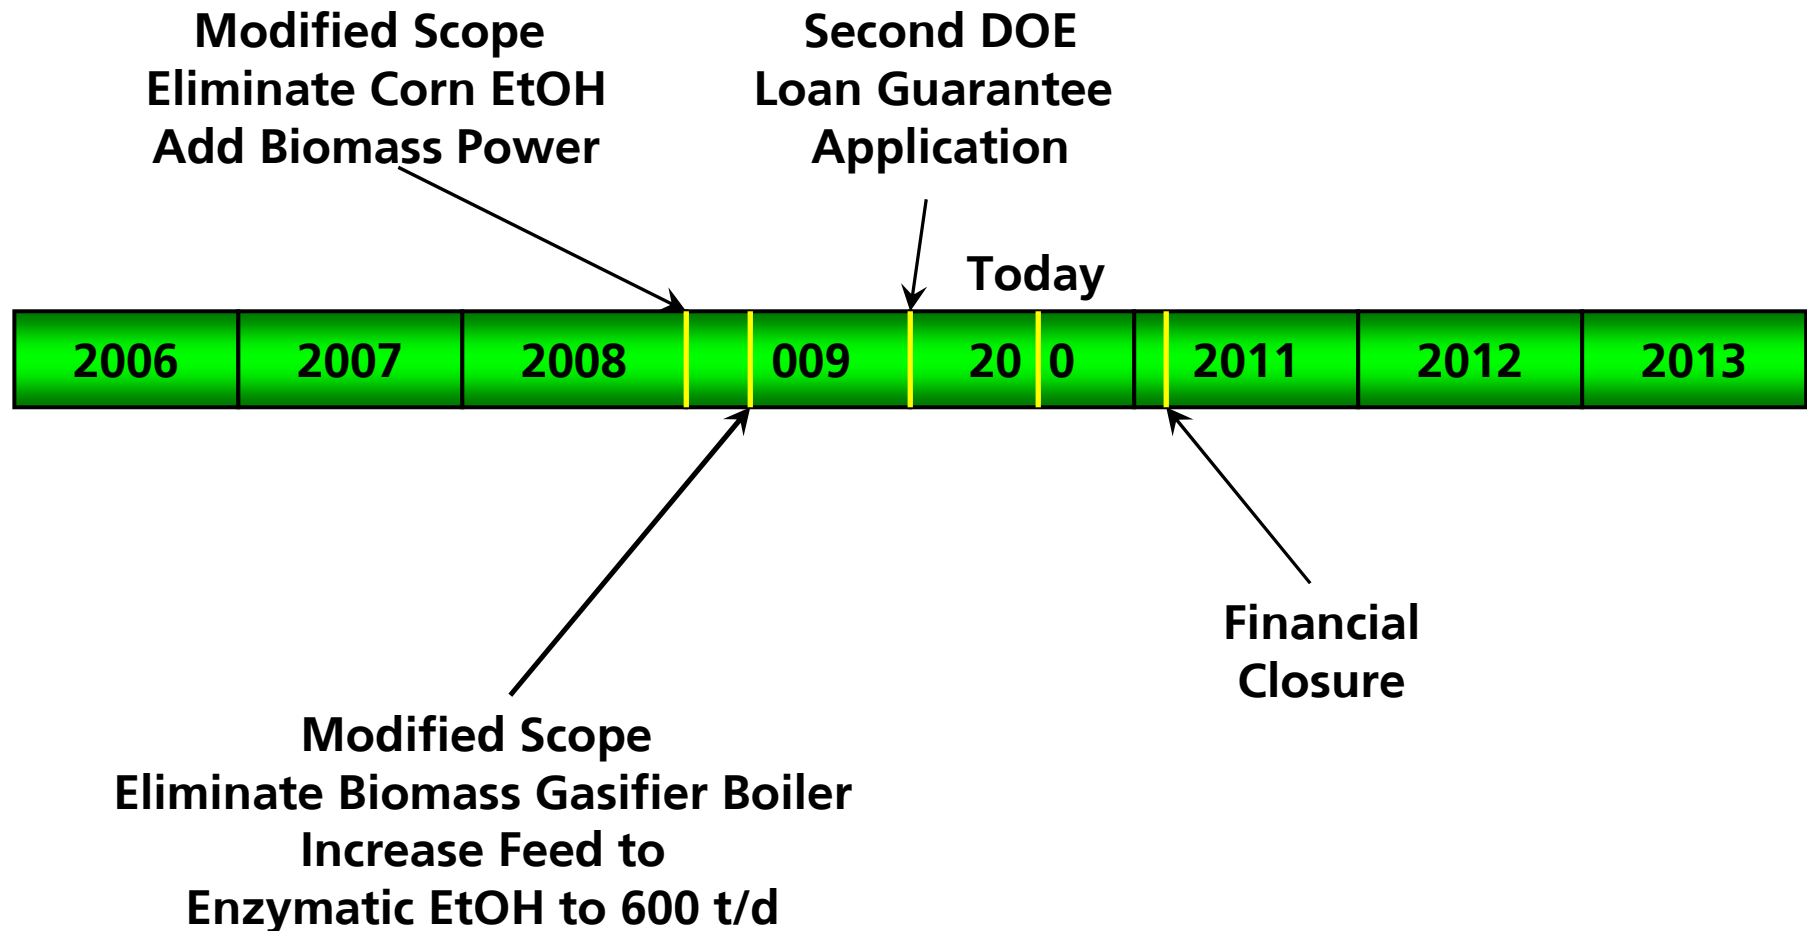 Modified Scope
Eliminate Corn EtOH
Add Biomass Power
Second DOE
Loan Guarantee
Application
Today
2006 2007 2008 009 20 0 2011 2012 2013
Financial
Closure
Modified Scope
Eliminate Biomass Gasifier Boiler
Increase Feed to
Enzymatic EtOH to 600 t/d